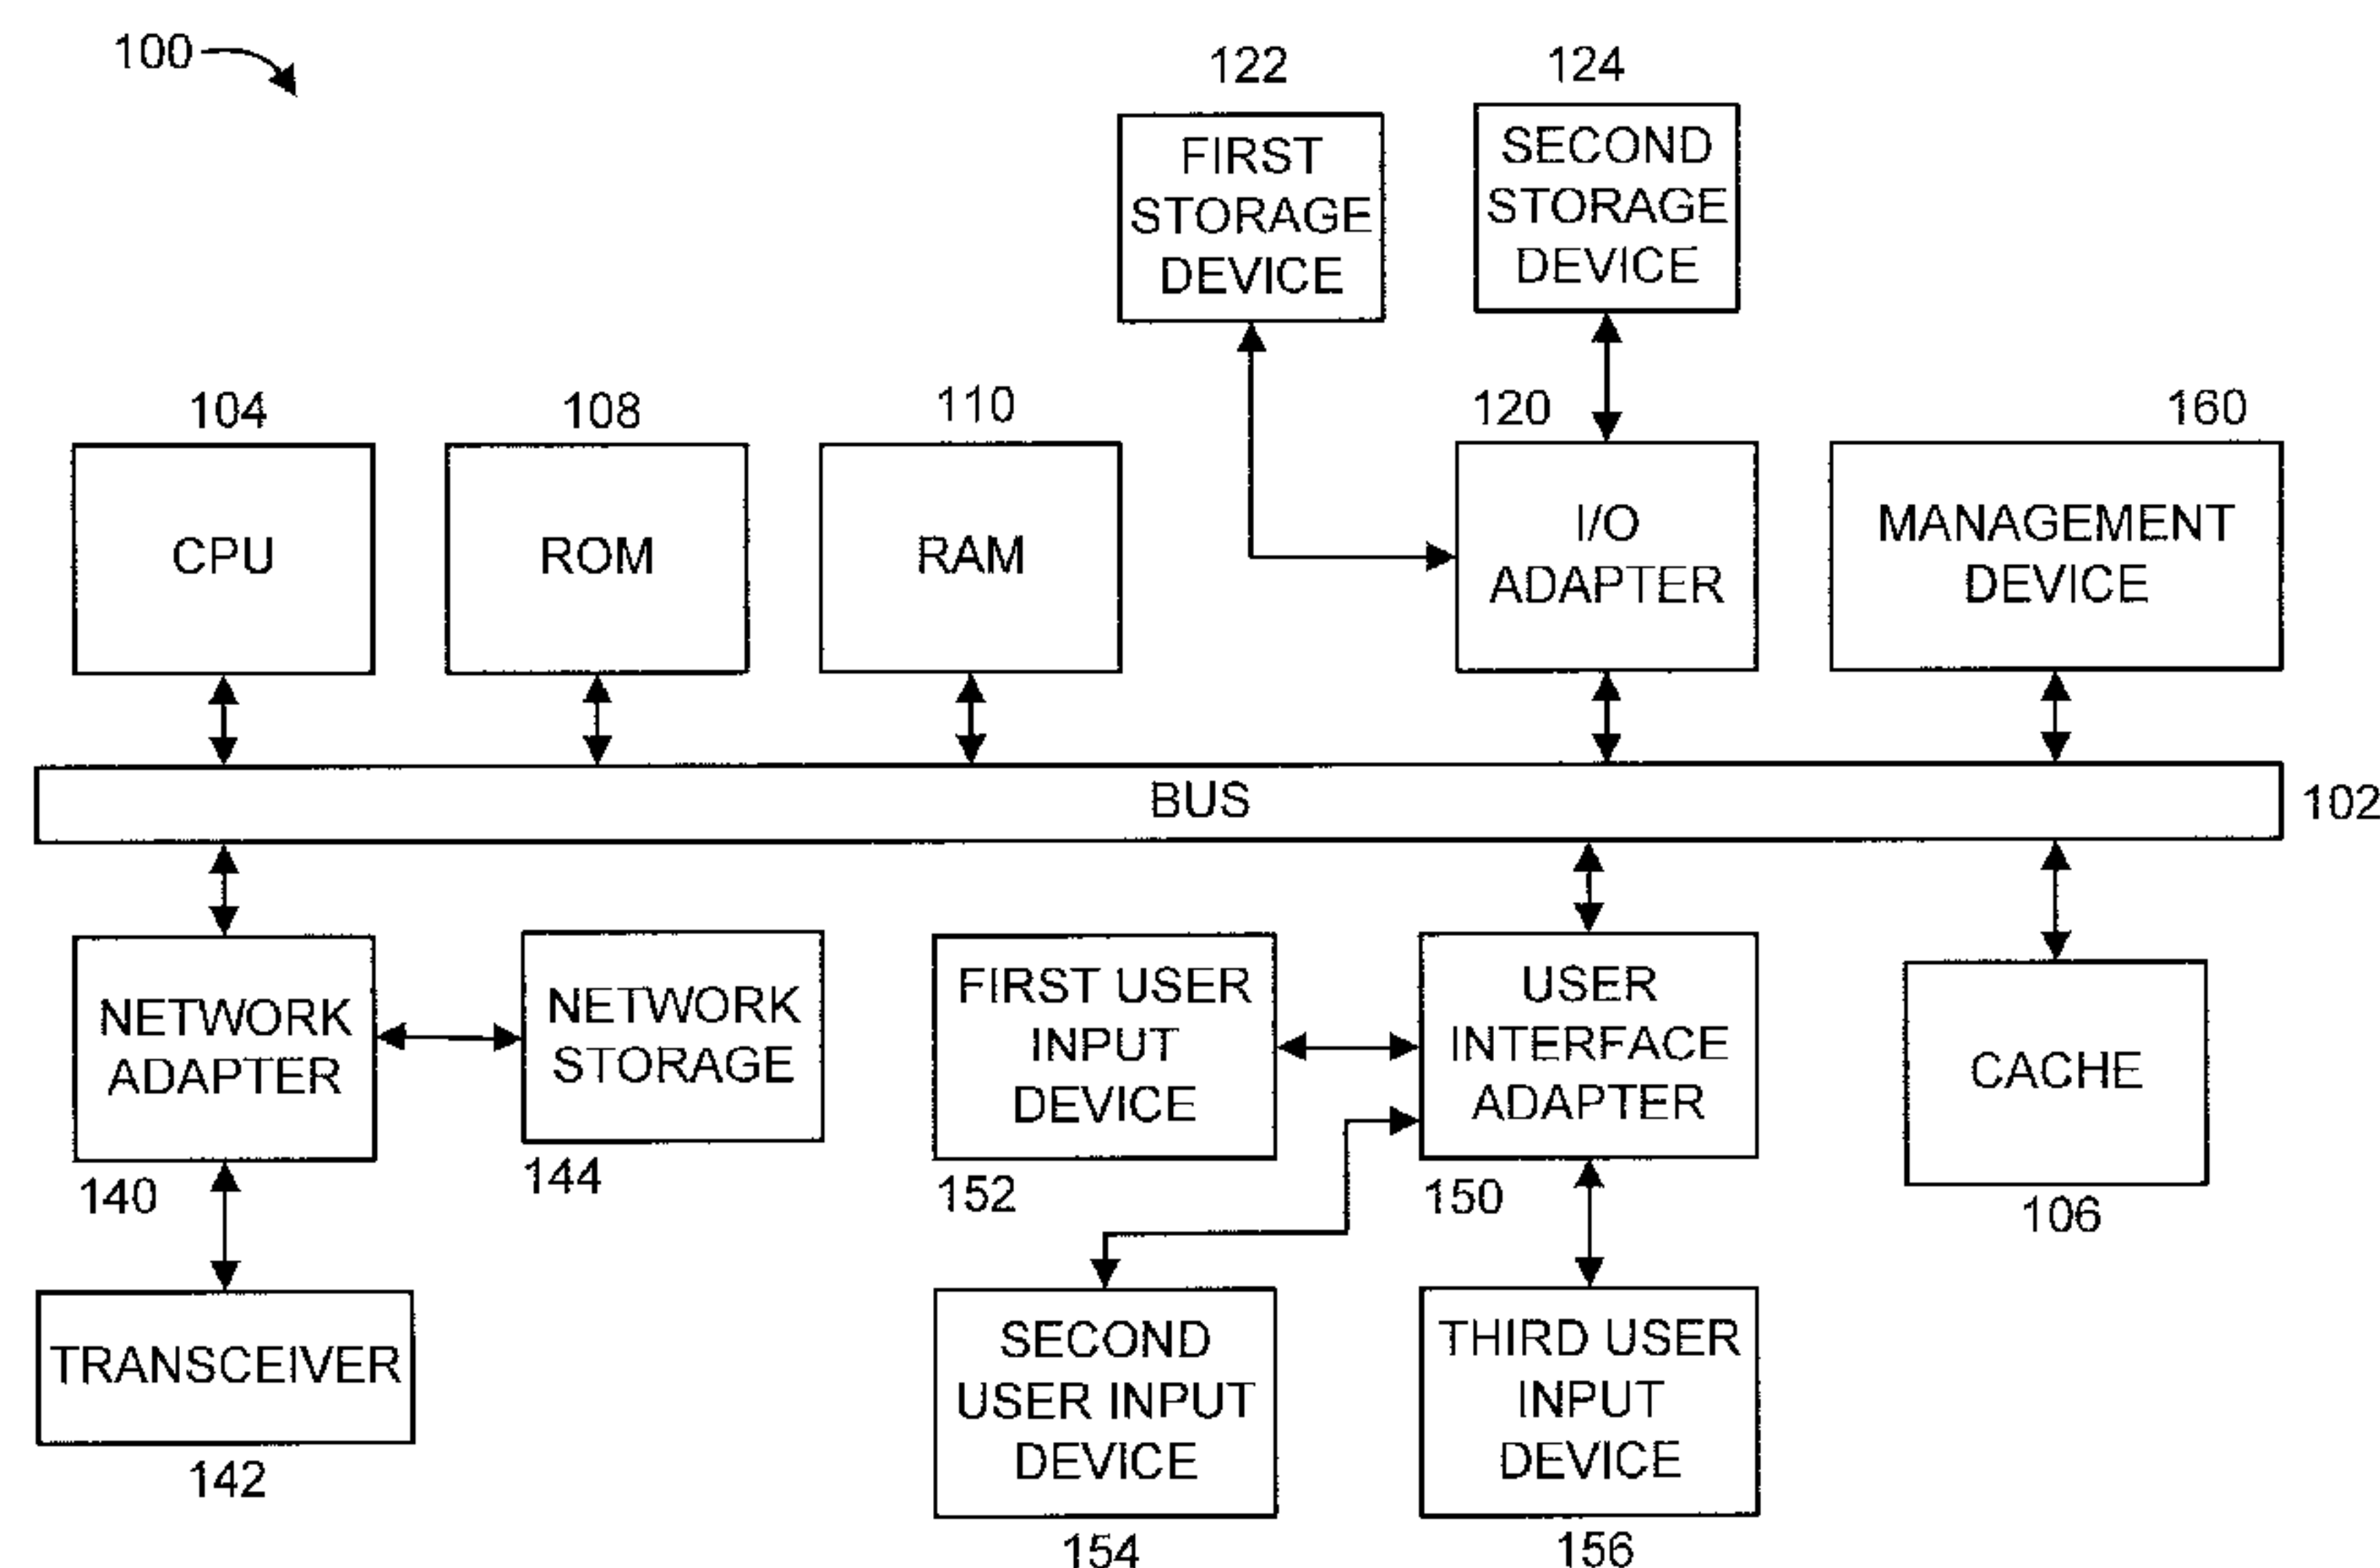 100
122
124
FIRST
STORAGE
DEVICE
SECOND
STORAGE
DEVICE
104
108
110
120
160
CPU
ROM
RAM
I/O
ADAPTER
MANAGEMENT
DEVICE
BUS
102
NETWORK
ADAPTER
NETWORK
STORAGE
FIRST USER
INPUT
DEVICE
USER
INTERFACE
ADAPTER
CACHE
140
144
152
150
106
TRANSCEIVER
SECOND
USER INPUT
DEVICE
THIRD USER
INPUT
DEVICE
142
154
156